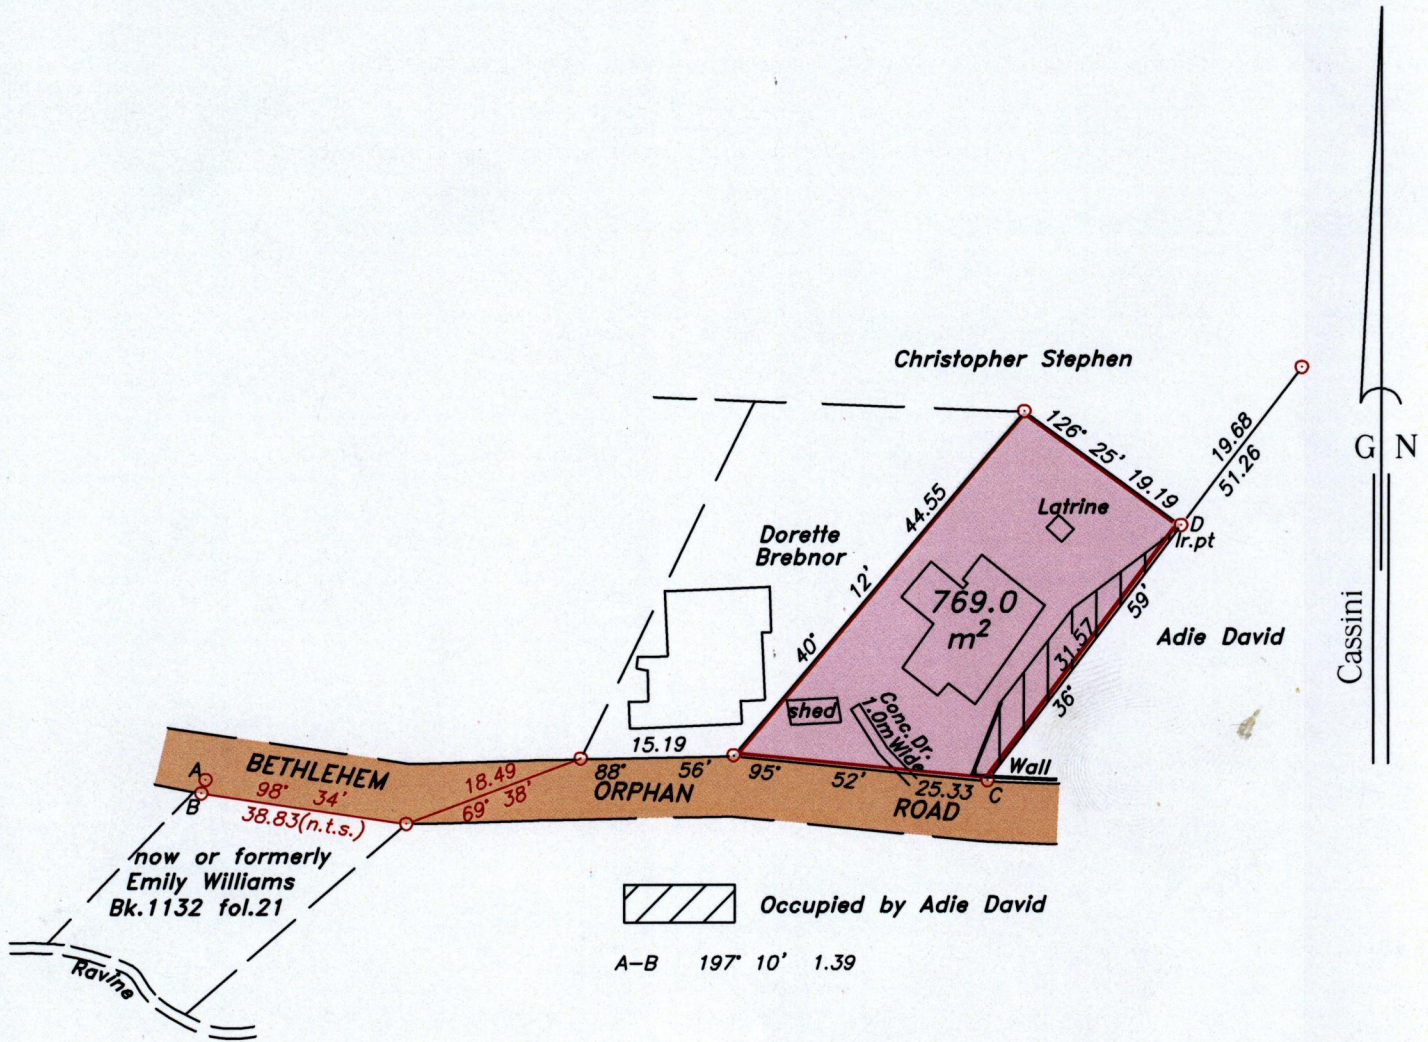 Christopher Stephen
126° 25' 19.19
19.68
51.26
G N
Cassini
44.55
12'
40°
Latrine
D
Ir.pt
Dorette
Brebnor
769.0
m²
59'
31.57
36°
Adie David
shed
Conc. Dr.
1.0m Wide
Wall
15.19
A
BETHLEHEM
18.49
88° 56'
95° 52' 25.33
C
B
98° 34'
69° 38'
ORPHAN
ROAD
38.83(n.t.s.)
now or formerly
Emily Williams
Bk.1132 fol.21
Occupied by Adie David
Ravine
A-B 197° 10' 1.39